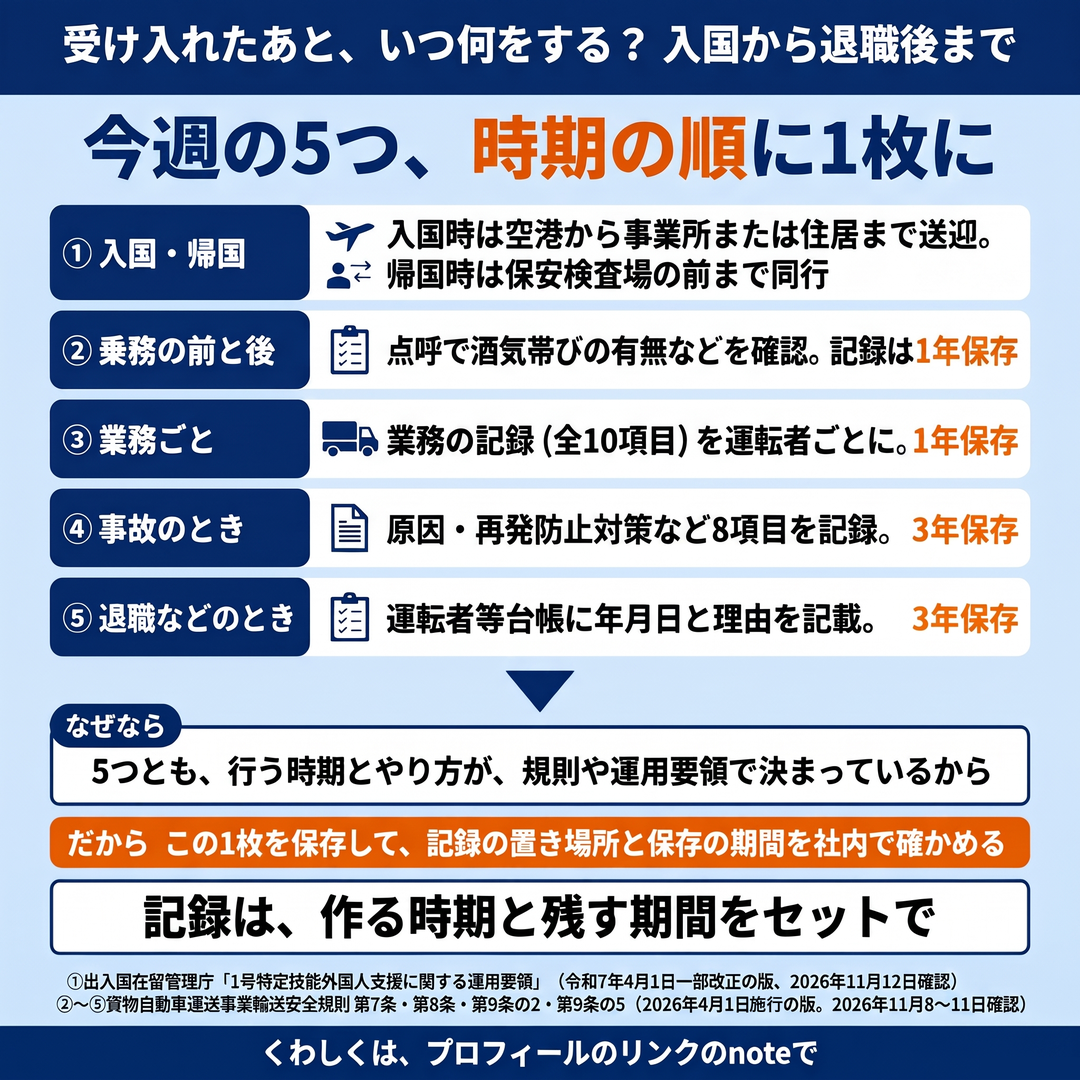 受け入れたあと、いつ何をする？ 入国から退職後まで
今週の5つ、時期の順に1枚に
① 入国・帰国
入国時は空港から事業所または住居まで送迎。
帰国時は保安検査場の前まで同行
② 乗務の前と後
点呼で酒気帯びの有無などを確認。記録は1年保存
③ 業務ごと
業務の記録 (全10項目) を運転者ごとに。1年保存
④ 事故のとき
原因・再発防止対策など8項目を記録。 3年保存
⑤ 退職などのとき
運転者等台帳に年月日と理由を記載。 3年保存
なぜなら
5つとも、行う時期とやり方が、規則や運用要領で決まっているから
だから この1枚を保存して、記録の置き場所と保存の期間を社内で確かめる
記録は、作る時期と残す期間をセットで
①出入国在留管理庁「1号特定技能外国人支援に関する運用要領」（令和7年4月1日一部改正の版、2026年11月12日確認）
②〜⑤貨物自動車運送事業輸送安全規則 第7条・第8条・第9条の2・第9条の5（2026年4月1日施行の版。2026年11月8〜11日確認）
くわしくは、プロフィールのリンクのnoteで